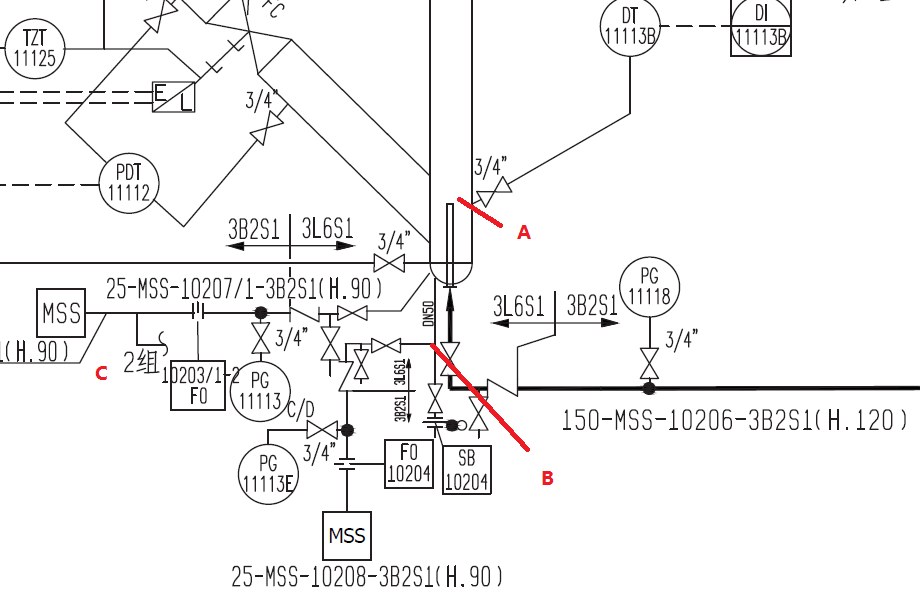 FC
TZT
11125
E
L
3/4"
DT
11113B
DI
11113B
PDT
11112
3/4"
A
3B2S1
3L6S1
3/4"
25-MSS-10207/1-3B2S1(H.90)
MSS
DN50
3L6S1
3B2S1
PG
11118
3/4"
1(H.90)
C
2组
10203/1-2
FO
PG
11113
3/4"
3B2S1 3L6S1
C/D
3/4"
PG
11113E
FO
10204
SB
10204
B
150-MSS-10206-3B2S1(H.120)
MSS
25-MSS-10208-3B2S1(H.90)